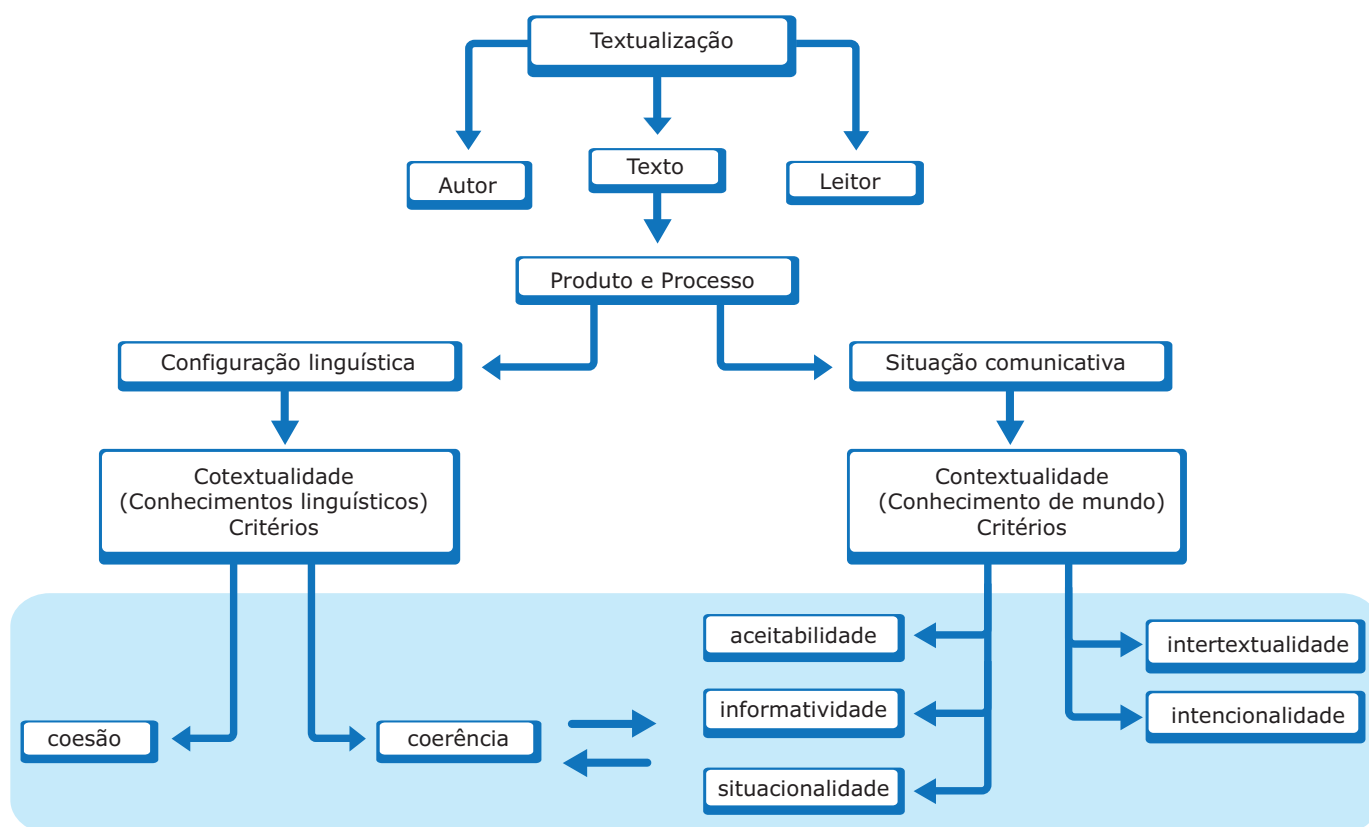 Textualização
Autor
Texto
Leitor
Produto e Processo
Configuração linguística
Situação comunicativa
Cotextualidade
(Conhecimentos linguísticos)
Critérios
Contextualidade
(Conhecimento de mundo)
Critérios
aceitabilidade
intertextualidade
informatividade
intencionalidade
coesão
coerência
situacionalidade